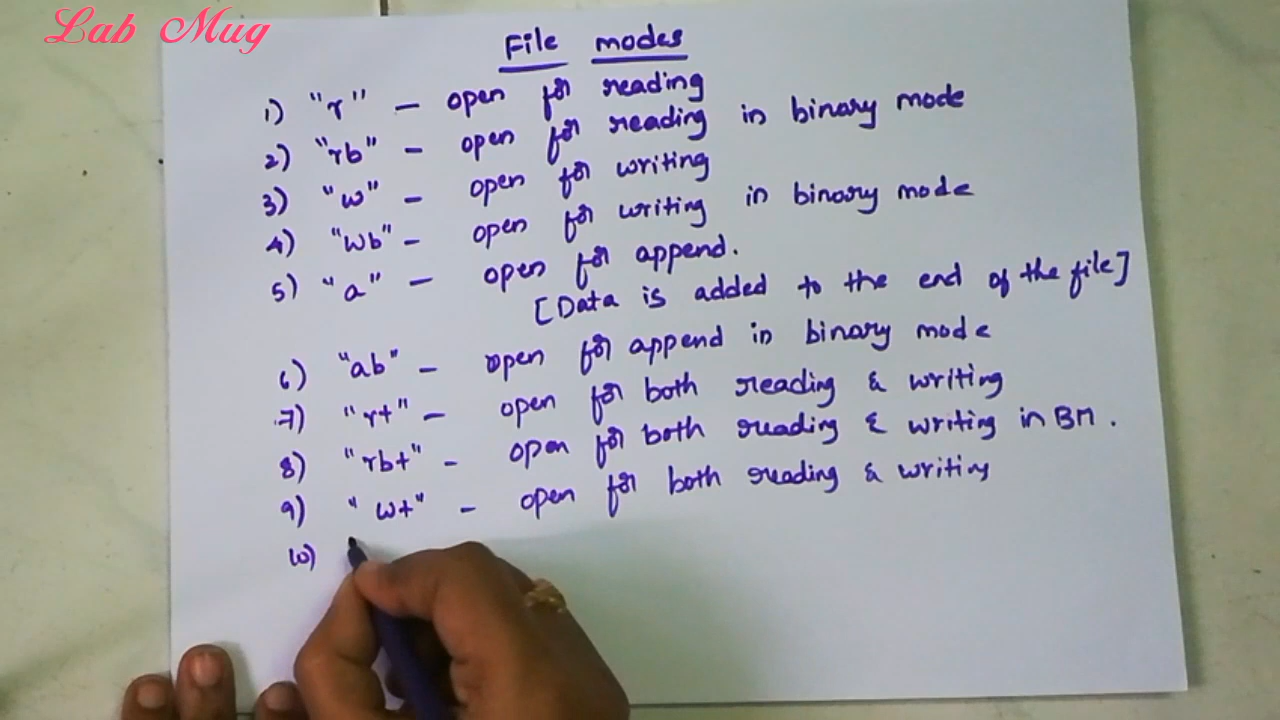 Lab Mug
File modes
1) "r" - open for reading
2) "rb" - open for reading in binary mode
3) "w" - open for writing
4) "wb" - open for writing in binary mode
5) "a" - open for append.
[Data is added to the end of the file]
6) "ab" - open for append in binary mode
7) "r+" - open for both reading & writing
8) "rb+" - open for both reading & writing in BM.
9) "w+" - open for both reading & writing
10)